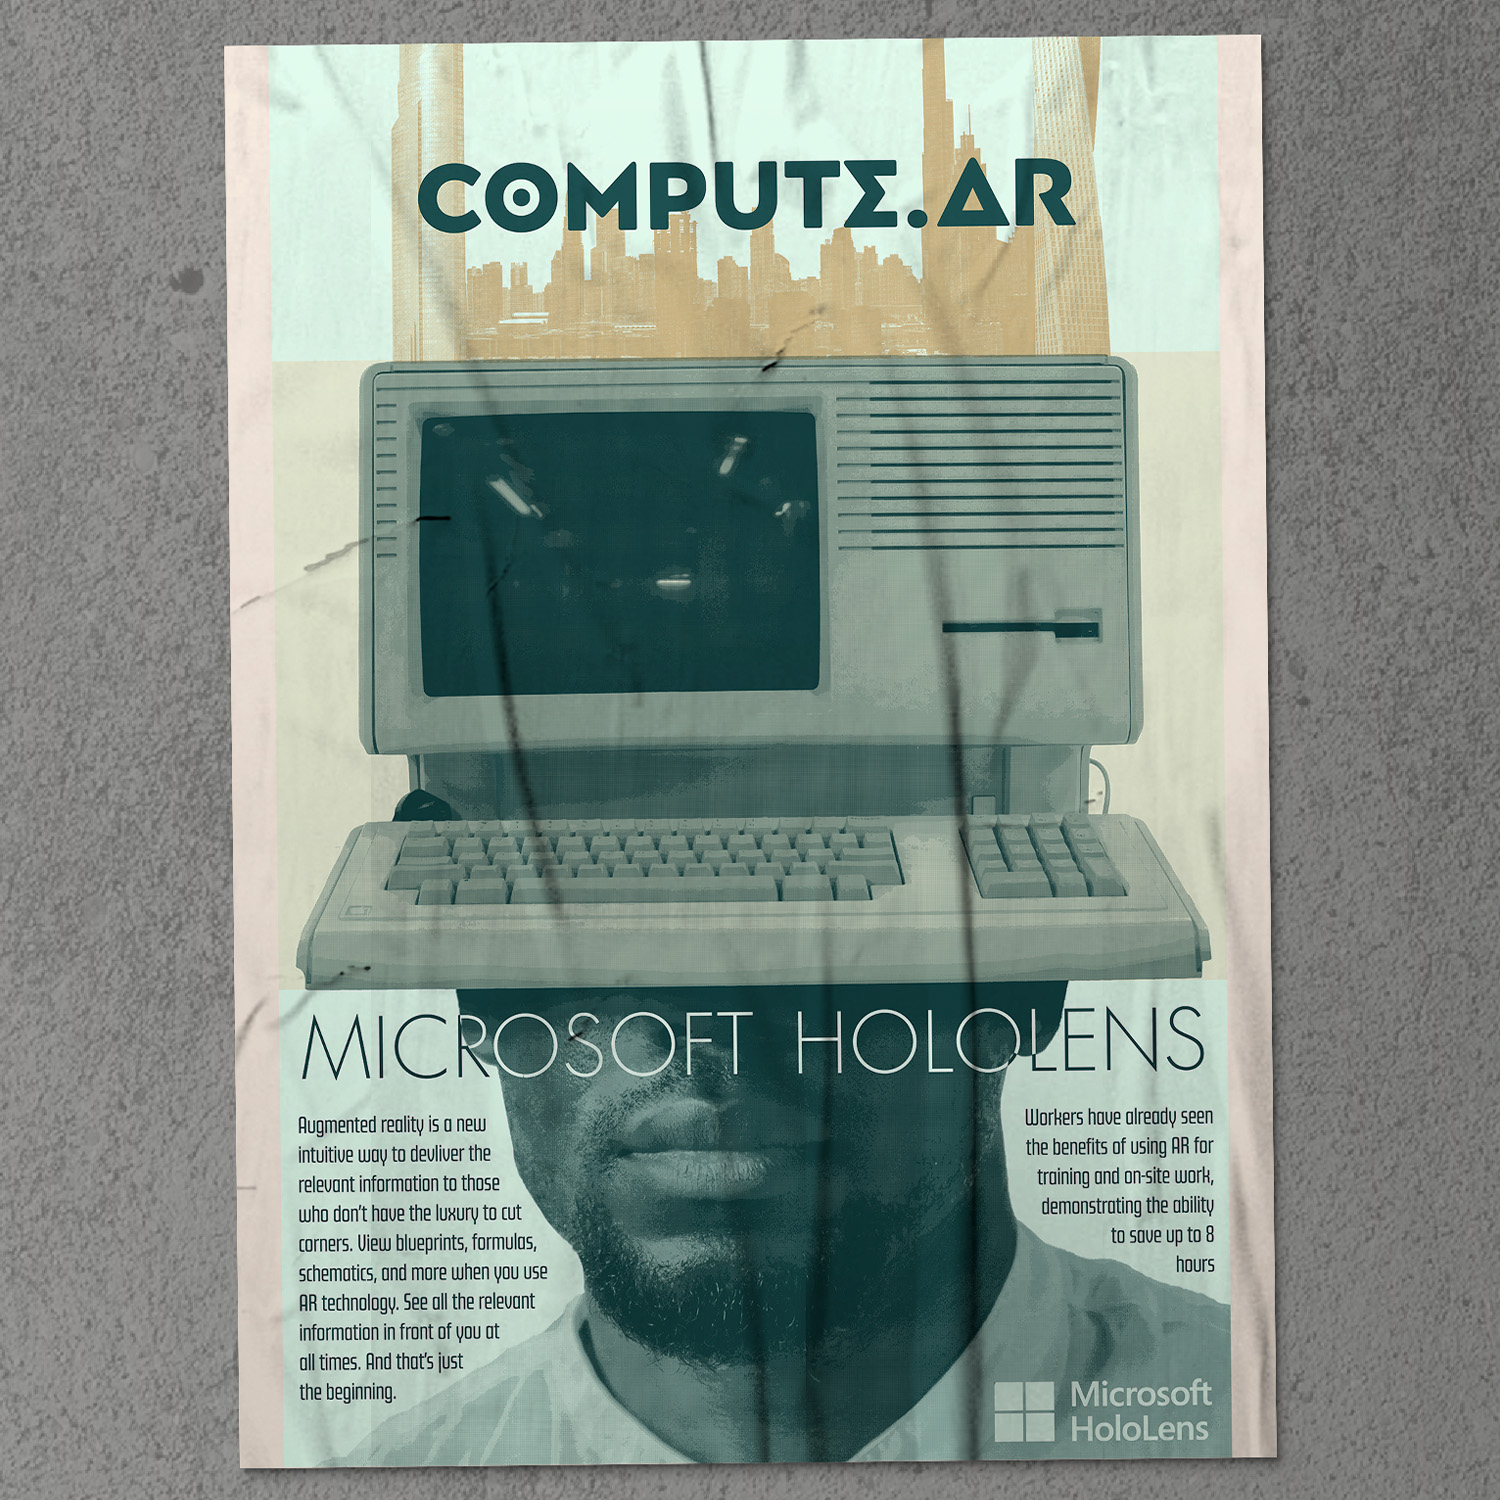 COMPUTΣ.ΔR
MICROSOFT HOLOLENS
Augmented reality is a new
intuitive way to devliver the
relevant information to those
who don't have the luxury to cut
corners. View blueprints, formulas,
schematics, and more when you use
AR technology. See all the relevant
information in front of you at
all times. And that's just
the beginning.
Workers have already seen
the benefits of using AR for
training and on-site work,
demonstrating the ability
to save up to 8
hours
Microsoft
HoloLens